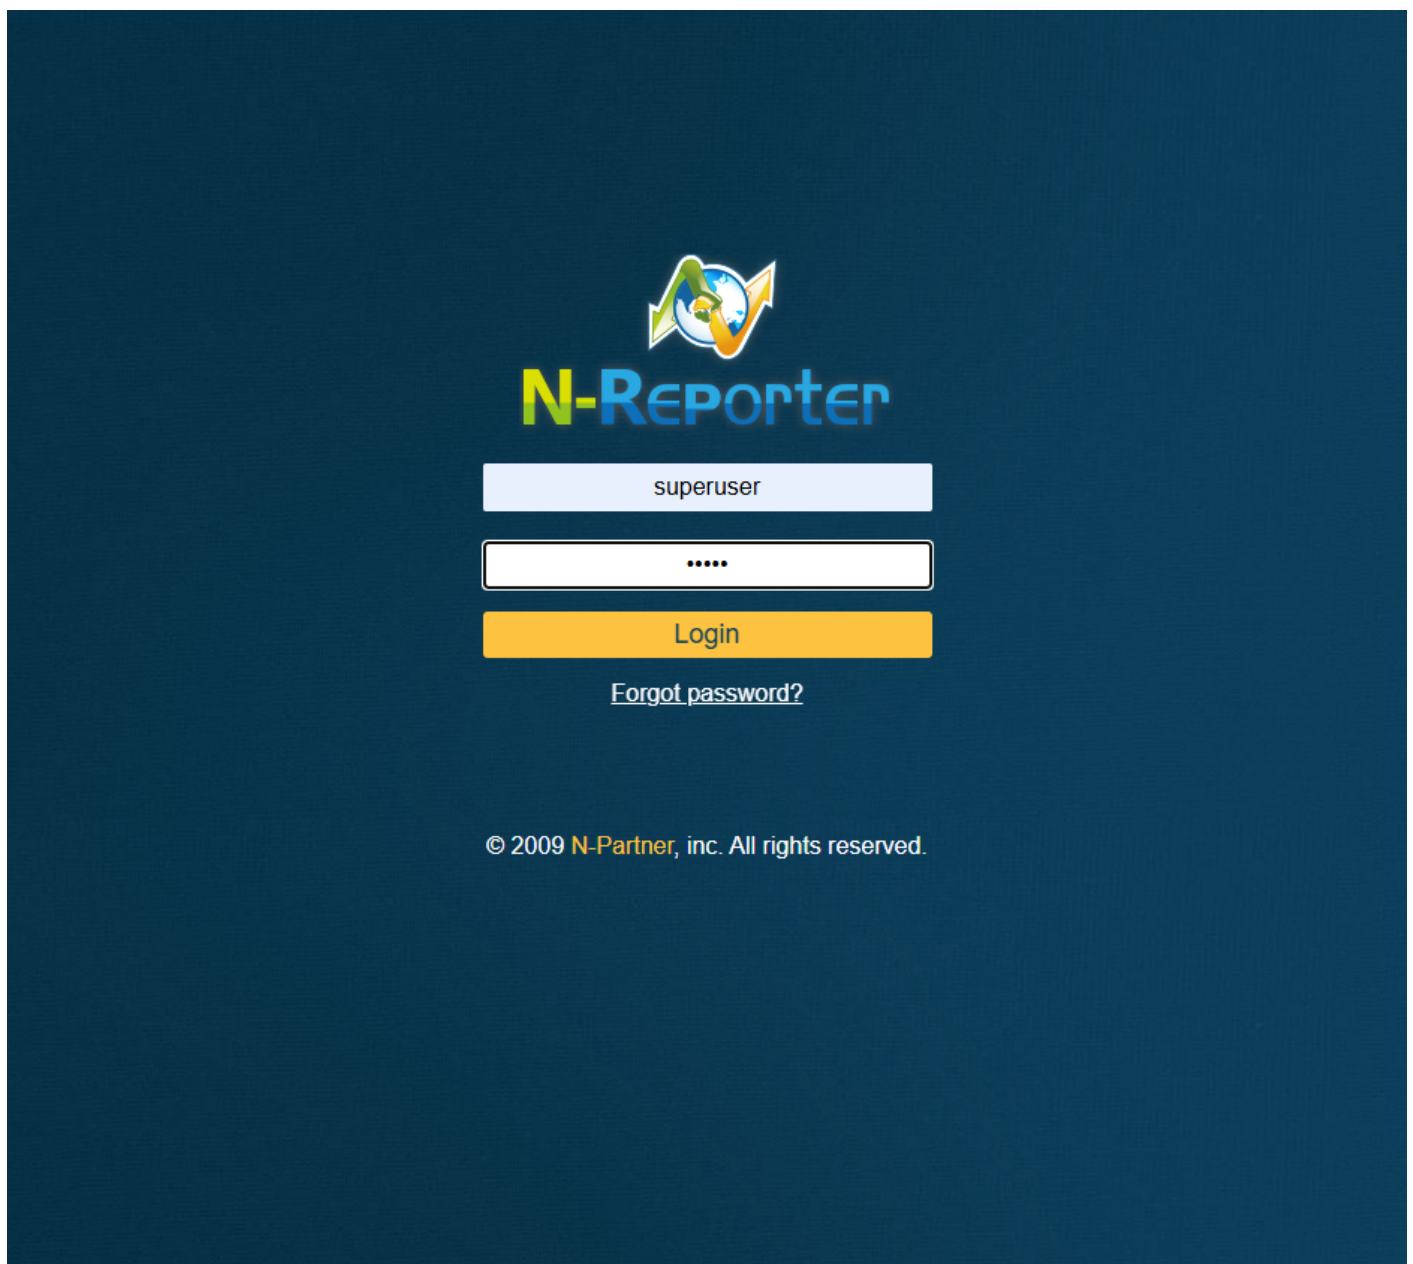 N-Reporter
superuser
•••••
Login
Forgot password?
© 2009 N-Partner, inc. All rights reserved.